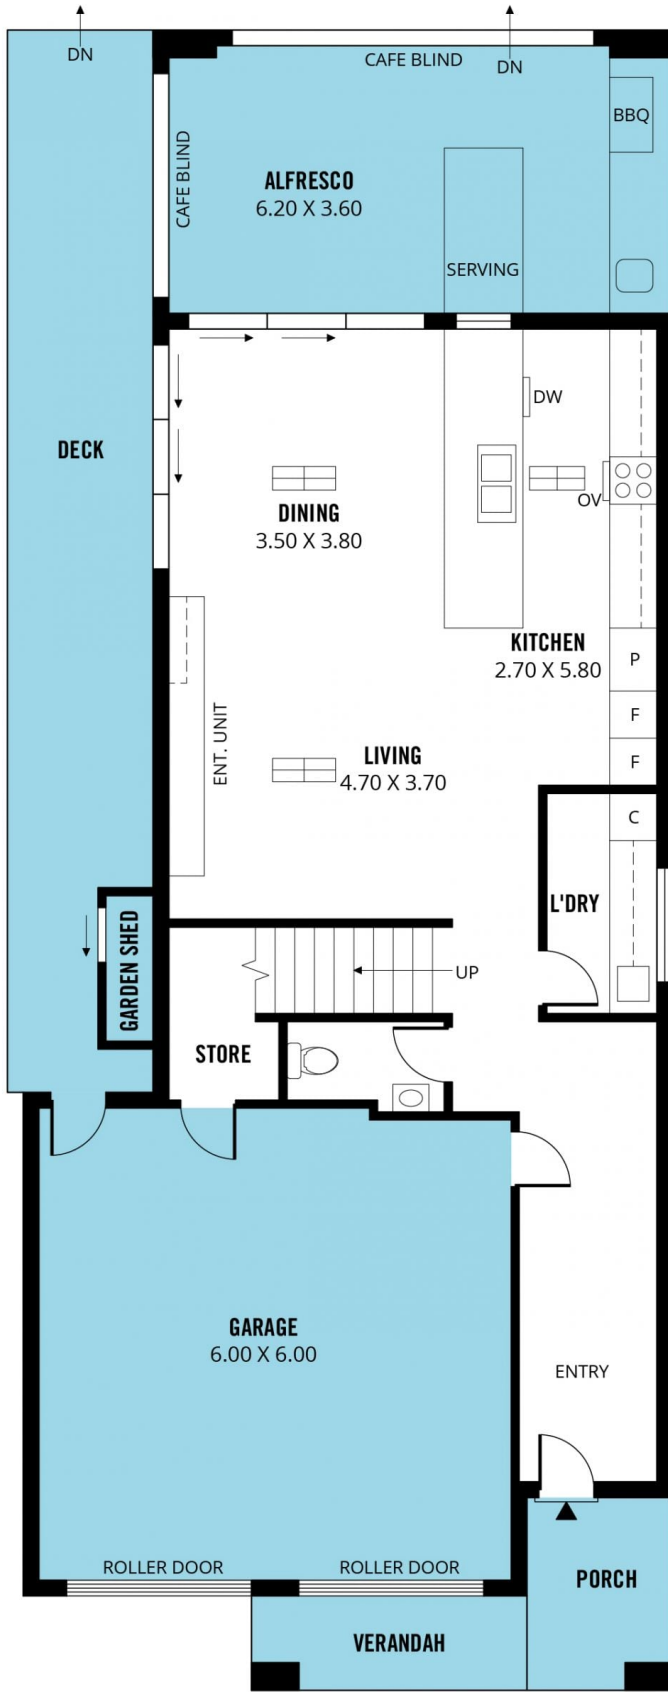 DN
CAFE BLIND
DN
BBQ
CAFE BLIND
ALFRESCO
6.20 X 3.60
SERVING
DECK
DW
OV
DINING
3.50 X 3.80
KITCHEN
2.70 X 5.80
P
F
F
ENT. UNIT
LIVING
4.70 X 3.70
C
L'DRY
GARDEN SHED
UP
STORE
GARAGE
6.00 X 6.00
ENTRY
ROLLER DOOR
ROLLER DOOR
PORCH
VERANDAH